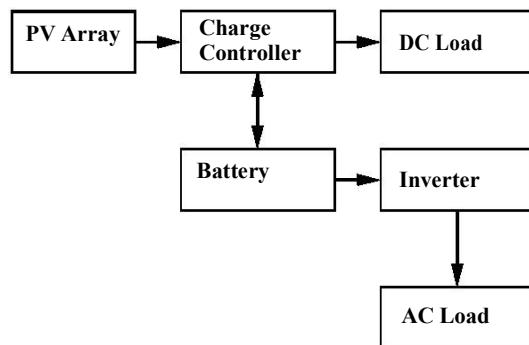 PV Array
Charge
Controller
DC Load
Battery
Inverter
AC Load